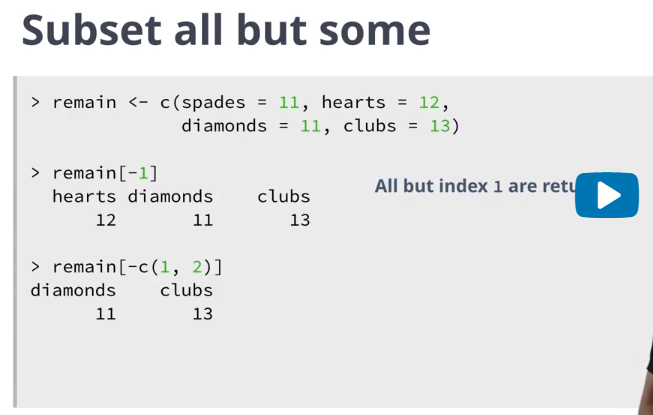 Subset all but some
> remain <- c(spades = 11, hearts = 12,
diamonds = 11, clubs = 13)
> remain[-1]
hearts diamonds clubs
12 11 13
All but index 1 are
> remain[-c(1, 2)]
diamonds clubs
11 13